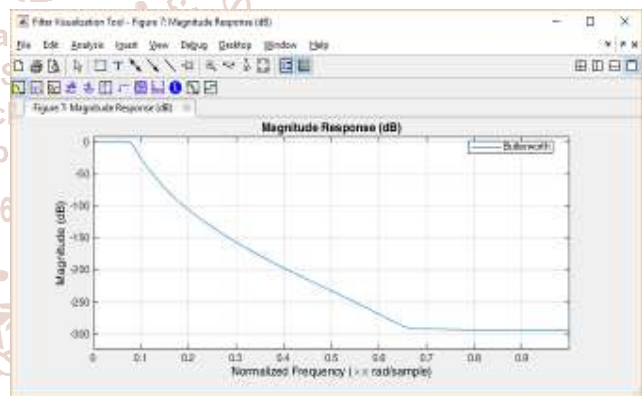 Filter Visualization Tool - Figure 7: Magnitude Response (dB)
File Edit Analysis Insert View Debug Desktop Window Help
Figure 7: Magnitude Response (dB)
Magnitude Response (dB)
Butterworth
Magnitude (dB)
0
-50
-100
-150
-200
-250
-300
0 0.1 0.2 0.3 0.4 0.5 0.6 0.7 0.8 0.9
Normalized Frequency (×π rad/sample)